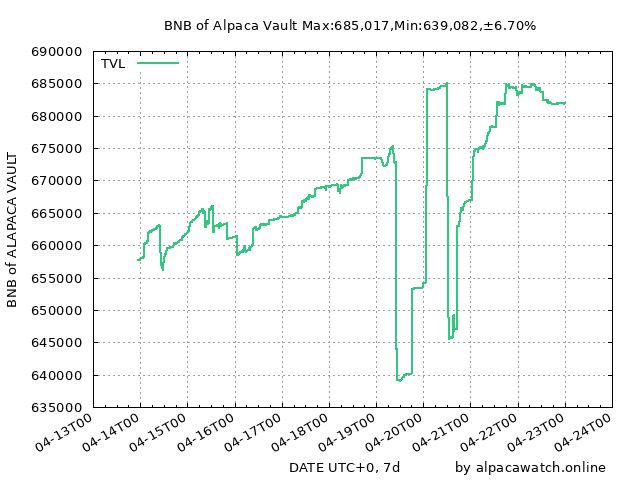 BNB of Alpaca Vault Max:685,017,Min:639,082,±6.70%
TVL
690000
685000
680000
675000
670000
665000
660000
655000
650000
645000
640000
635000
BNB of ALAPACA VAULT
04-13T00
04-14T00
04-15T00
04-16T00
04-17T00
04-18T00
04-19T00
04-20T00
04-21T00
04-22T00
04-23T00
04-24T00
DATE UTC+0, 7d
by alpacawatch.online